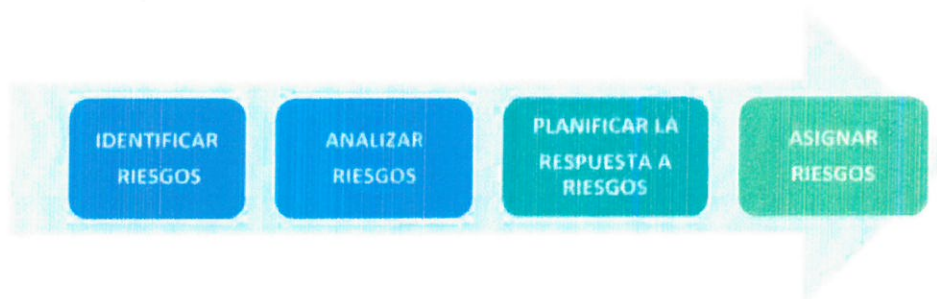 IDENTIFICAR
RIESGOS
ANALIZAR
RIESGOS
PLANIFICAR LA
RESPUESTA A
RIESGOS
ASIGNAR
RIESGOS